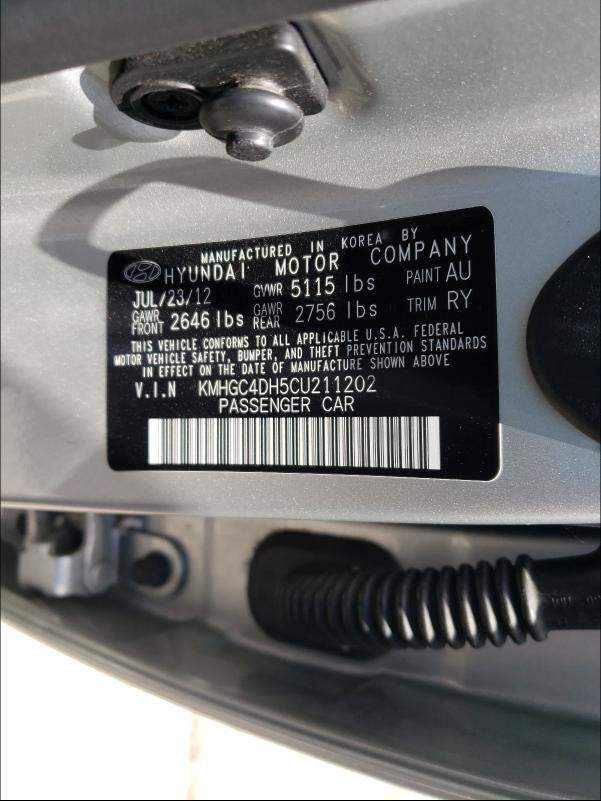 MANUFACTURED IN KOREA BY
HYUNDAI MOTOR COMPANY
JUL/23/12 GVWR 5115 lbs PAINT AU
GAWR FRONT 2646 lbs GAWR REAR 2756 lbs TRIM RY
THIS VEHICLE CONFORMS TO ALL APPLICABLE U.S.A. FEDERAL
MOTOR VEHICLE SAFETY, BUMPER, AND THEFT PREVENTION STANDARDS
IN EFFECT ON THE DATE OF MANUFACTURE SHOWN ABOVE
V.I.N KMHGC4DH5CU211202
PASSENGER CAR